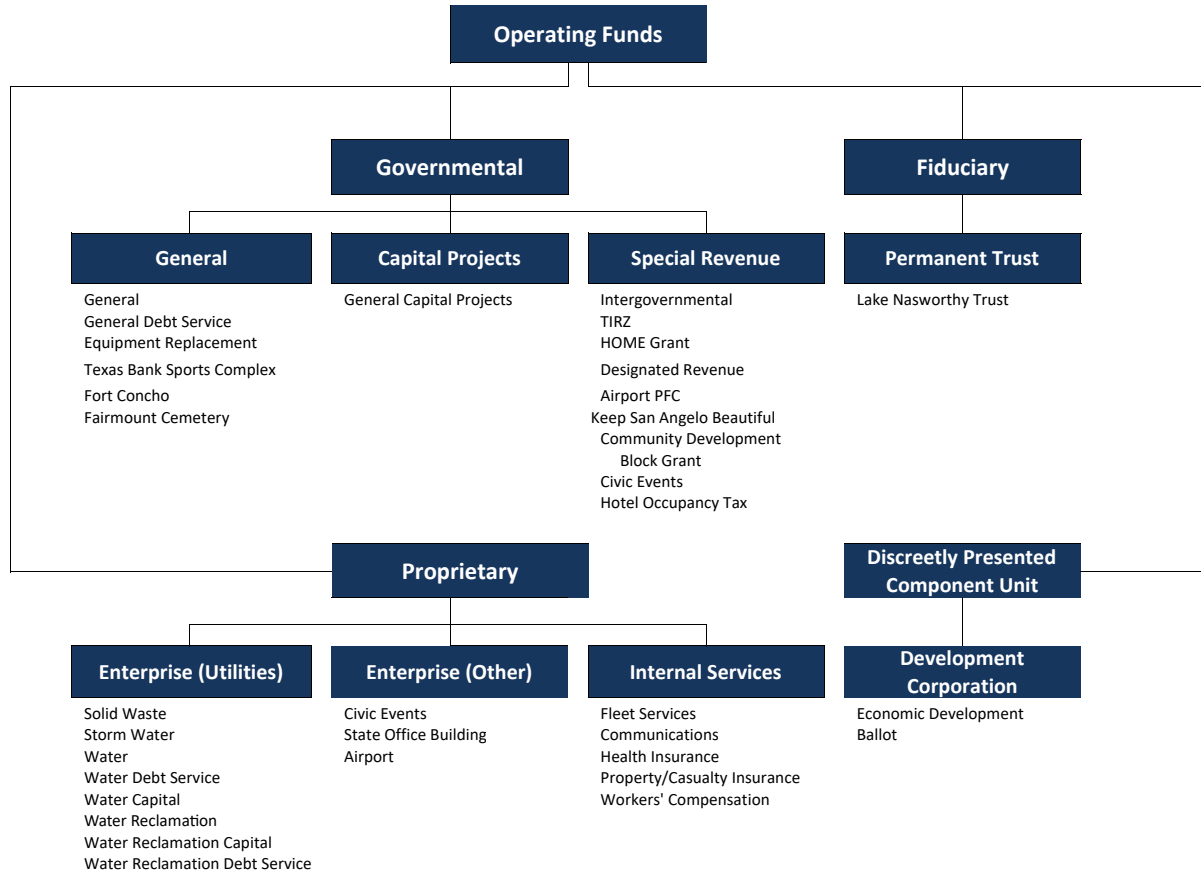 Operating Funds
Governmental
Fiduciary
General
Capital Projects
Special Revenue
Permanent Trust
General
General Debt Service
Equipment Replacement
Texas Bank Sports Complex
Fort Concho
Fairmount Cemetery
General Capital Projects
Intergovernmental
TIRZ
HOME Grant
Designated Revenue
Airport PFC
Keep San Angelo Beautiful
Community Development
Block Grant
Civic Events
Hotel Occupancy Tax
Lake Nasworthy Trust
Proprietary
Discreetly Presented
Component Unit
Enterprise (Utilities)
Enterprise (Other)
Internal Services
Development
Corporation
Solid Waste
Storm Water
Water
Water Debt Service
Water Capital
Water Reclamation
Water Reclamation Capital
Water Reclamation Debt Service
Civic Events
State Office Building
Airport
Fleet Services
Communications
Health Insurance
Property/Casualty Insurance
Workers' Compensation
Economic Development
Ballot